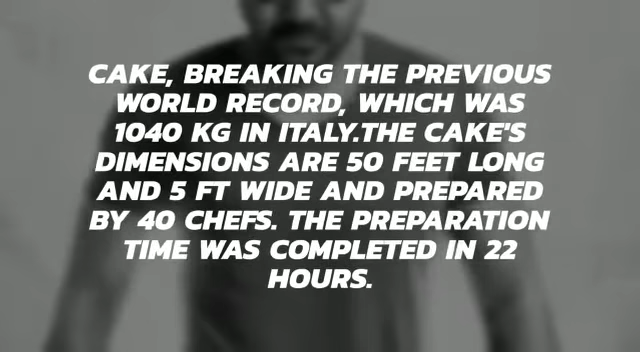 CAKE, BREAKING THE PREVIOUS
WORLD RECORD, WHICH WAS
1040 KG IN ITALY.THE CAKE'S
DIMENSIONS ARE 50 FEET LONG
AND 5 FT WIDE AND PREPARED
BY 40 CHEFS. THE PREPARATION
TIME WAS COMPLETED IN 22
HOURS.